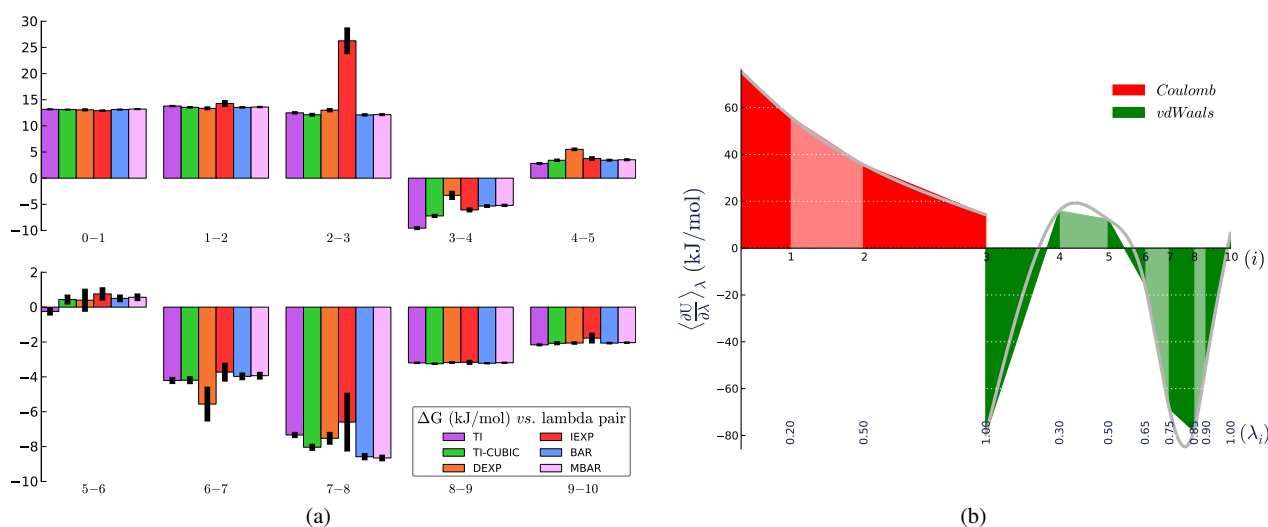 35
30
25
20
15
10
5
0
−5
−10
0−1 1−2 2−3 3−4 4−5
2
0
−2
−4
−6
−8
−10
5−6 6−7 7−8 8−9 9−10
ΔG (kJ/mol) vs. lambda pair
TI IEXP
TI-CUBIC BAR
DEXP MBAR
(a)
Coulomb
vdWaals
60
40
20
0
−20
−40
−60
−80
⟨∂U/∂λ⟩λ (kJ/mol)
1 2 3 4 5 6 7 8 9 10 (i)
0.20 0.50 1.00 0.30 0.50 0.65 0.75 0.85 0.90 1.00 (λi)
(b)